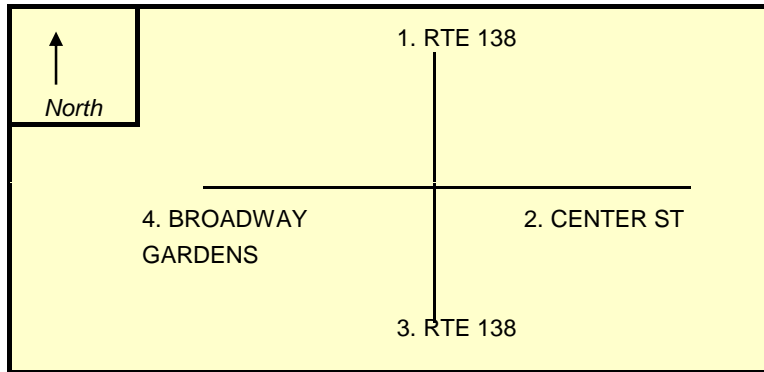 1. RTE 138
North
4. BROADWAY
GARDENS
2. CENTER ST
3. RTE 138